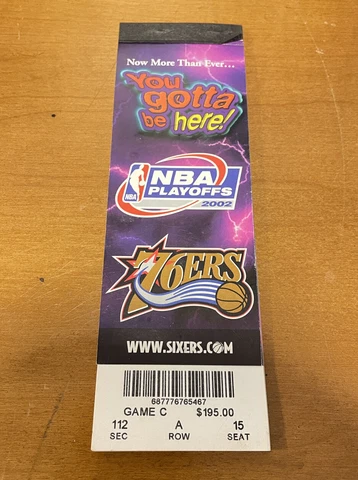 Now More Than Ever...
You
gotta
be here!
NBA
NBA
PLAYOFFS
2002
76ERS
WWW.SIXERS.COM
687776765467
GAME C $195.00
112 A 15
SEC ROW SEAT